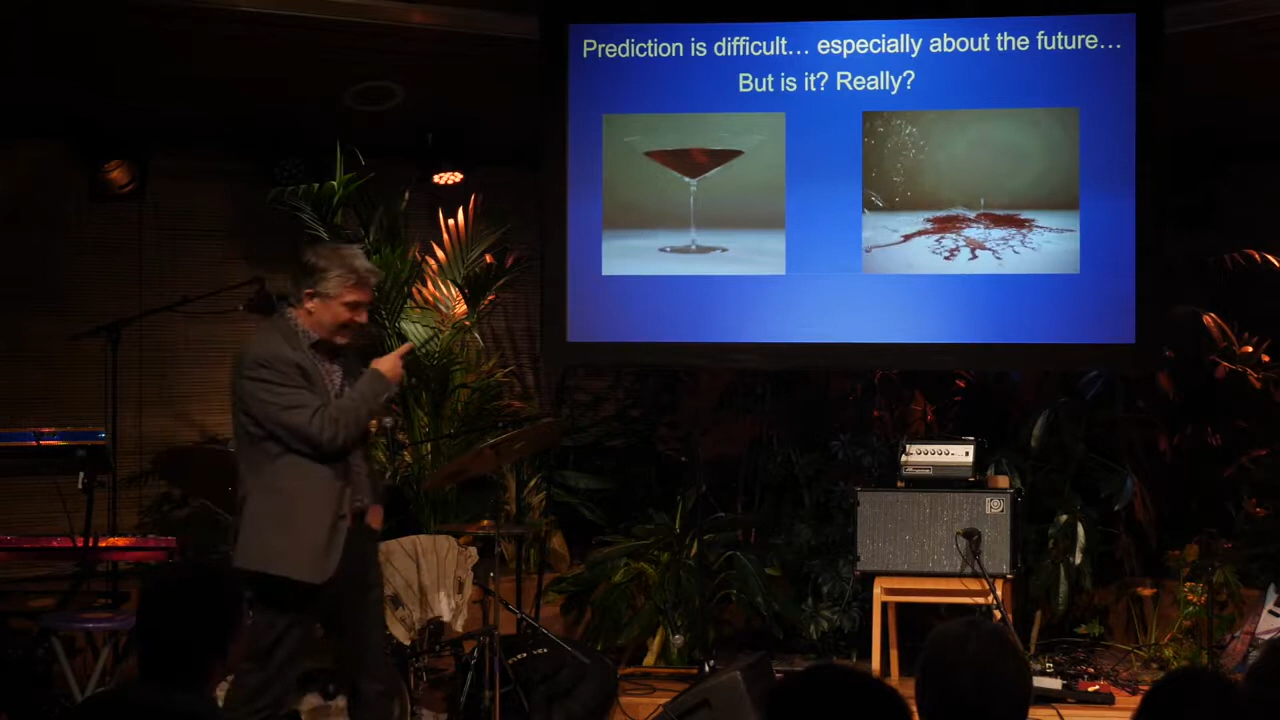 Prediction is difficult... especially about the future...
But is it? Really?